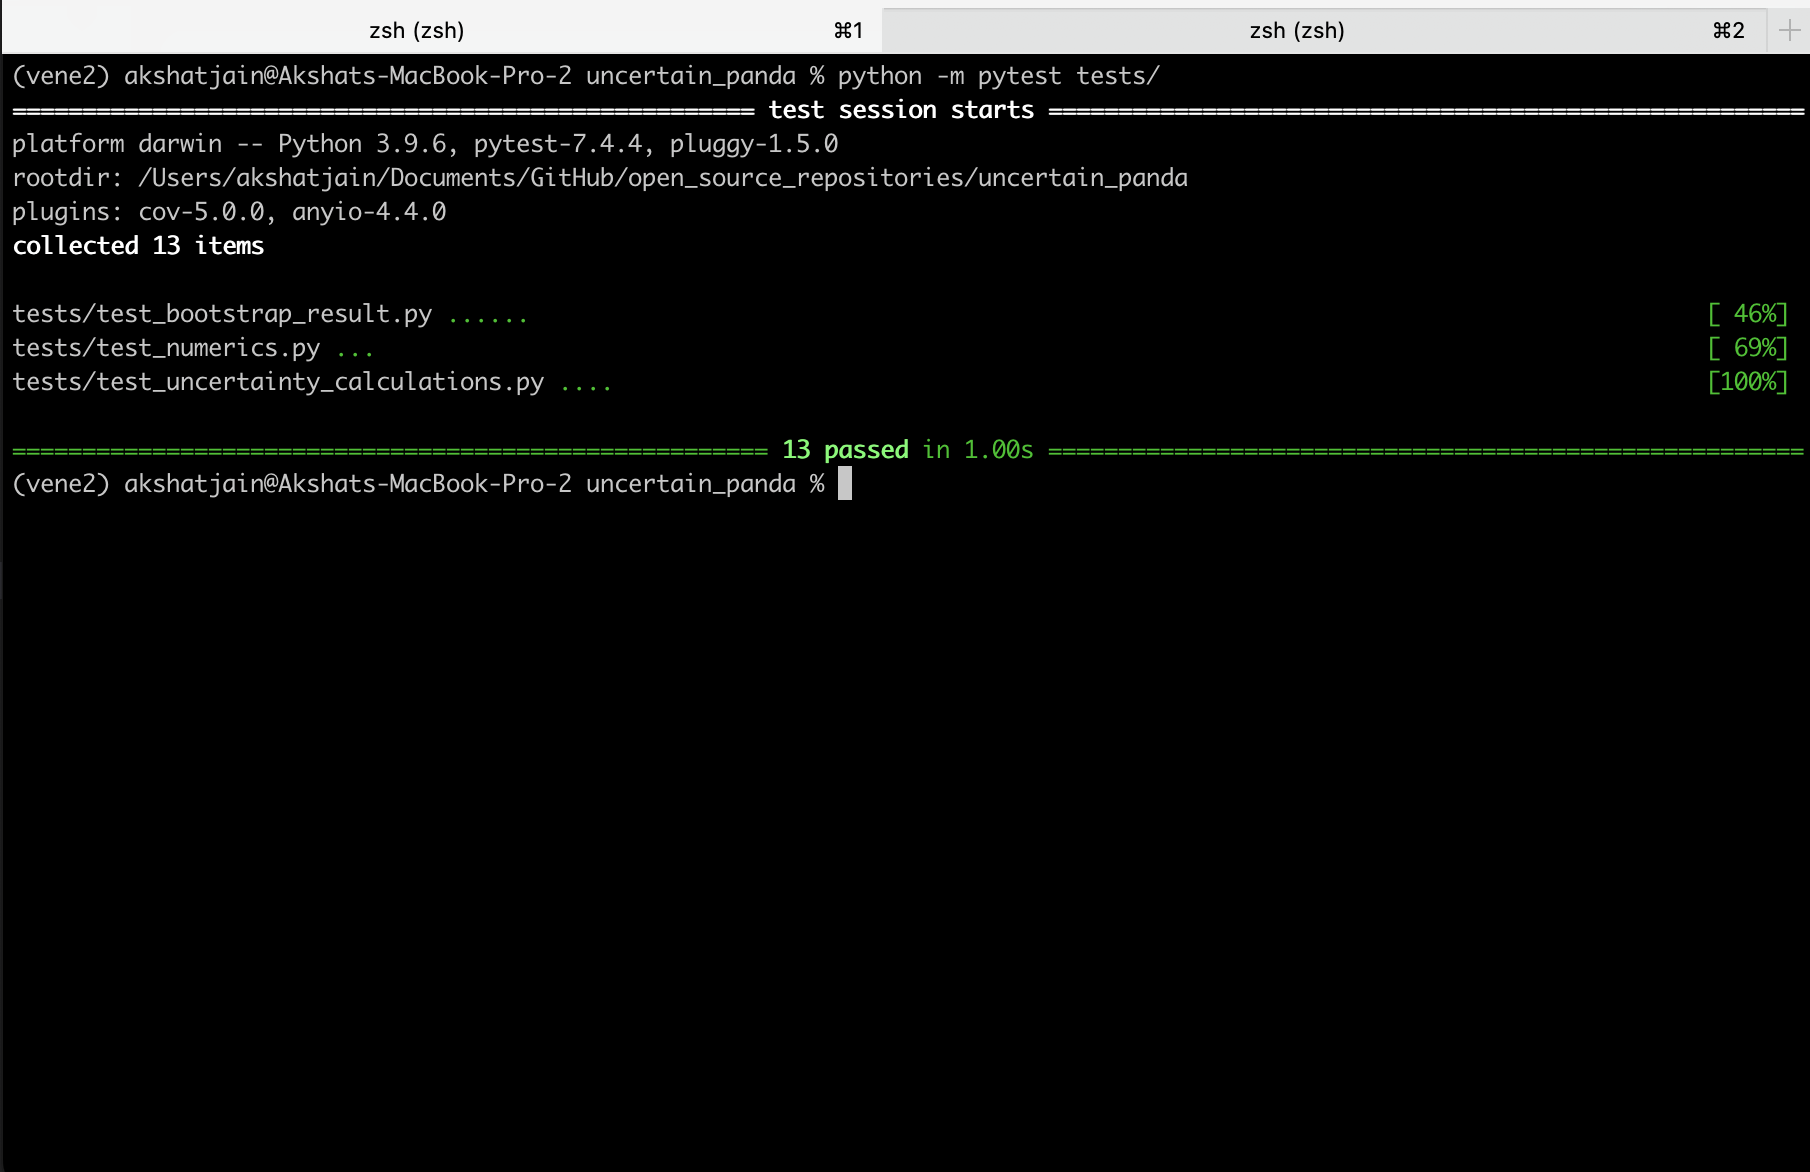 zsh (zsh) ⌘1 zsh (zsh) ⌘2 +
(vene2) akshatjain@Akshats-MacBook-Pro-2 uncertain_panda % python -m pytest tests/
===================================================== test session starts ======================================================
platform darwin -- Python 3.9.6, pytest-7.4.4, pluggy-1.5.0
rootdir: /Users/akshatjain/Documents/GitHub/open_source_repositories/uncertain_panda
plugins: cov-5.0.0, anyio-4.4.0
collected 13 items
tests/test_bootstrap_result.py ...... [ 46%]
tests/test_numerics.py ... [ 69%]
tests/test_uncertainty_calculations.py .... [100%]
====================================================== 13 passed in 1.00s ======================================================
(vene2) akshatjain@Akshats-MacBook-Pro-2 uncertain_panda %